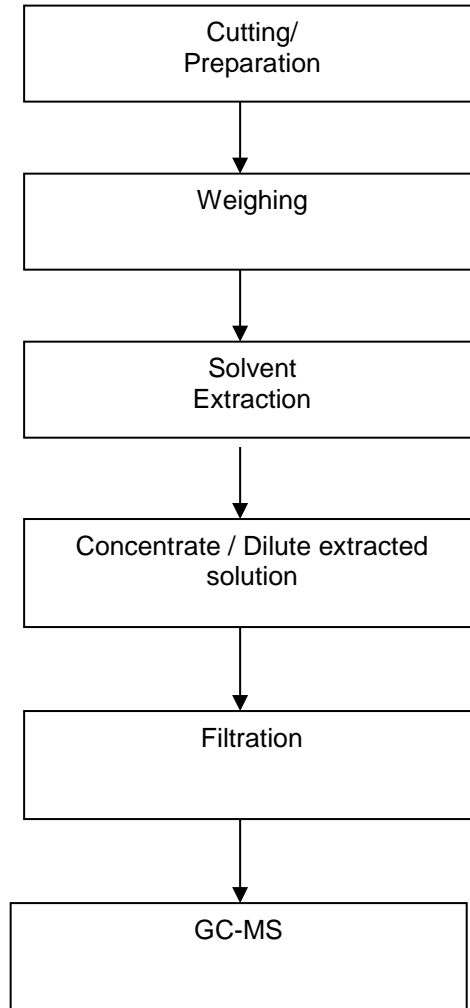 Cutting/
Preparation
Weighing
Solvent
Extraction
Concentrate / Dilute extracted
solution
Filtration
GC-MS